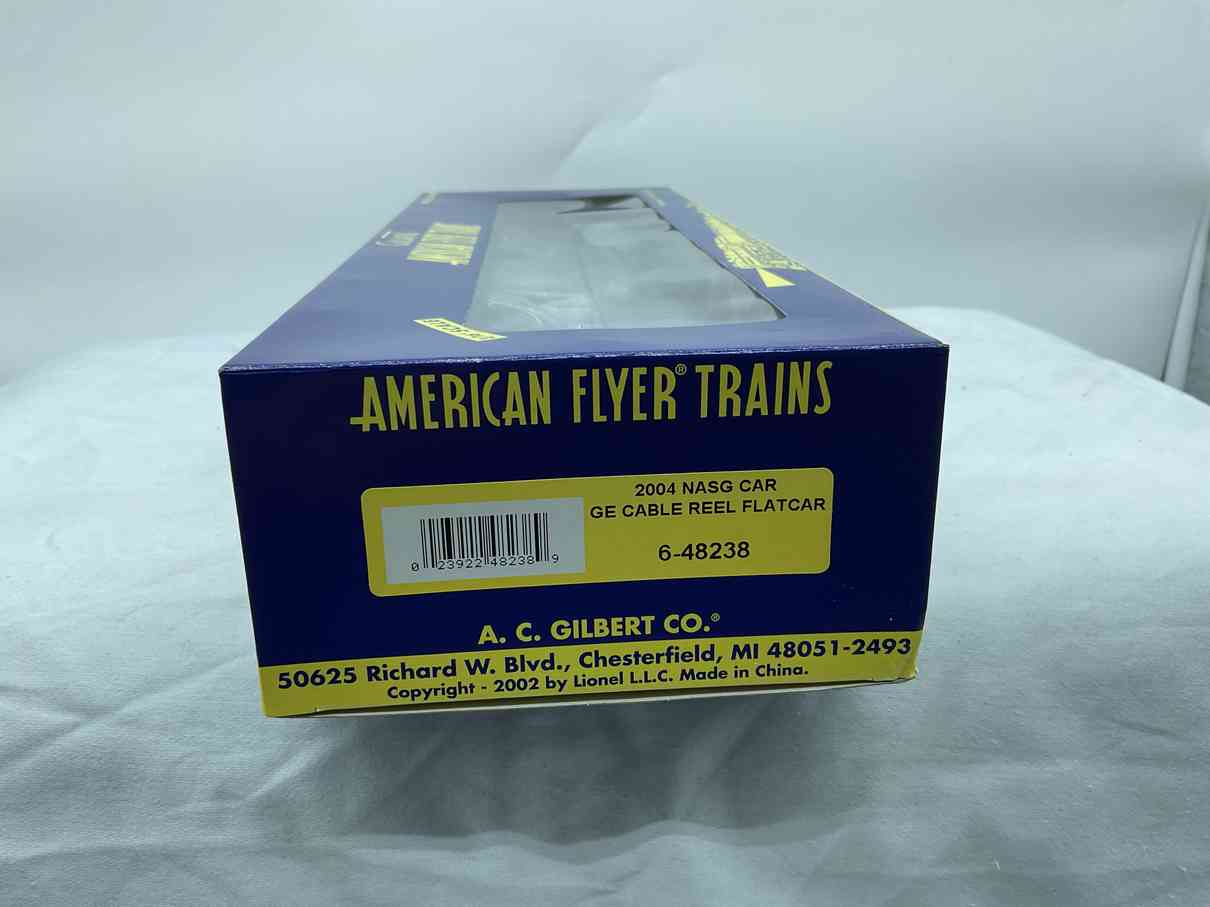 AMERICAN FLYER® TRAINS
2004 NASG CAR
GE CABLE REEL FLATCAR
6-48238
0 23922 48238 9
A. C. GILBERT CO.®
50625 Richard W. Blvd., Chesterfield, MI 48051-2493
Copyright - 2002 by Lionel L.L.C. Made in China.